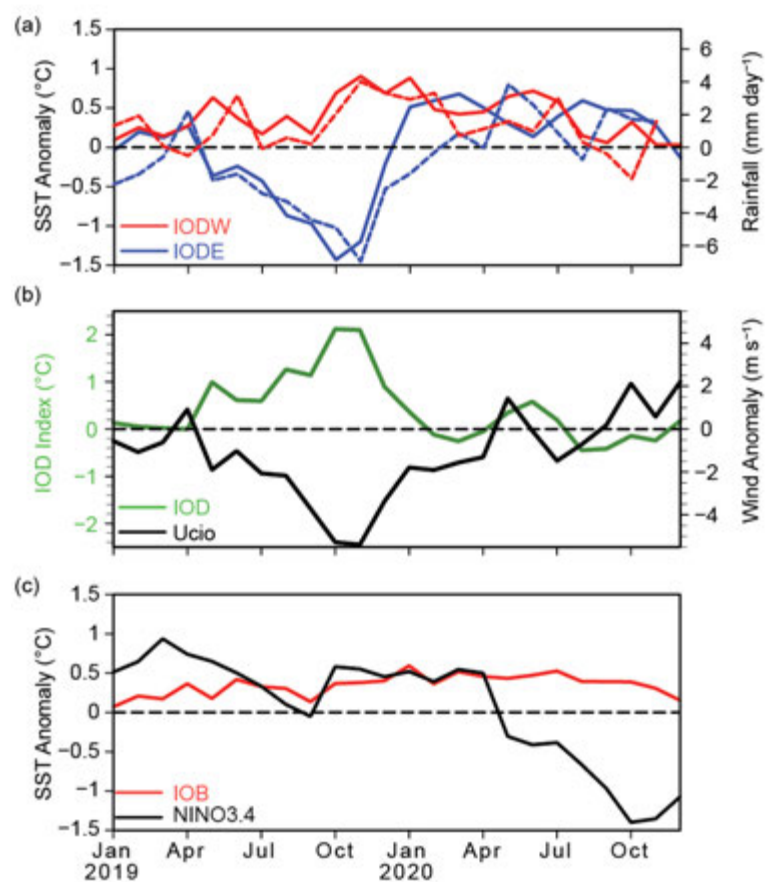 (a)
SST Anomaly (°C)
1.5
1
0.5
0
−0.5
−1
−1.5
IODW
IODE
6
4
2
0
−2
−4
−6
Rainfall (mm day⁻¹)
(b)
IOD Index (°C)
2
1
0
−1
−2
IOD
Ucio
4
2
0
−2
−4
Wind Anomaly (m s⁻¹)
(c)
SST Anomaly (°C)
1.5
1
0.5
0
−0.5
−1
−1.5
IOB
NINO3.4
Jan Apr Jul Oct Jan Apr Jul Oct
2019 2020